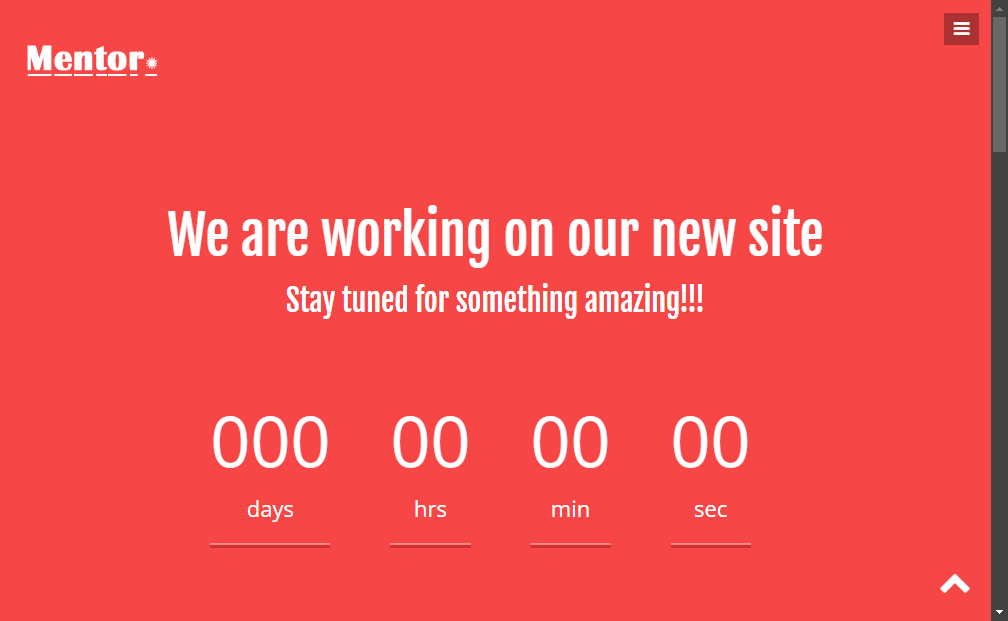 Mentor
We are working on our new site
Stay tuned for something amazing!!!
000 00 00 00
days hrs min sec